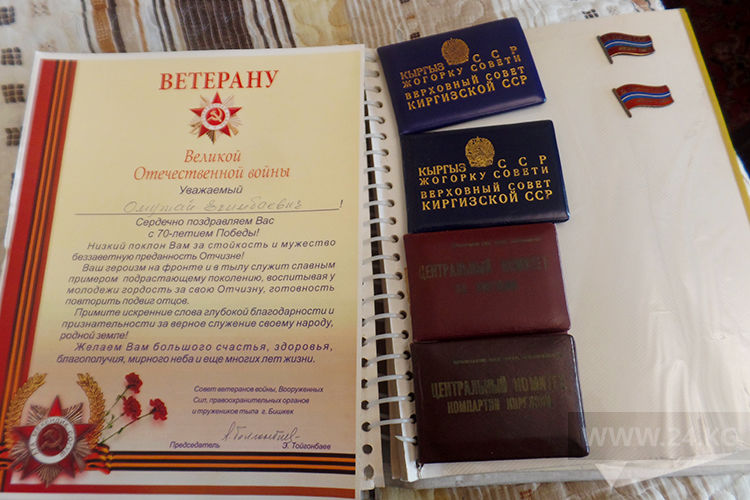 ВЕТЕРАНУ
Великой
Отечественной войны
Уважаемый
Омутай !
Сердечно поздравляем Вас
с 70-летием Победы!
Низкий поклон Вам за стойкость и мужество
беззаветную преданность Отчизне!
Ваш героизм на фронте и в тылу служит славным
примером подрастающему поколению, воспитывая у
молодежи гордость за свою Отчизну, готовность
повторить подвиг отцов.
Примите искренние слова глубокой благодарности и
признательности за верное служение своему народу,
родной земле!
Желаем Вам большого счастья, здоровья,
благополучия, мирного неба и еще многих лет жизни.
Совет ветеранов войны, Вооруженных
Сил, правоохранительных органов
и тружеников тыла г. Бишкек
Председатель Э. Тойгонбаев
КЫРГЫЗ ССР
ЖОГОРКУ СОВЕТИ
ВЕРХОВНЫЙ СОВЕТ
КИРГИЗСКОЙ ССР
КЫРГЫЗ ССР
ЖОГОРКУ СОВЕТИ
ВЕРХОВНЫЙ СОВЕТ
КИРГИЗСКОЙ ССР
ЦЕНТРАЛЬНЫЙ КОМИТЕТ
КП КИРГИЗИИ
ЦЕНТРАЛЬНЫЙ КОМИТЕТ
КОМПАРТИИ КИРГИЗИИ
WWW.24.KG